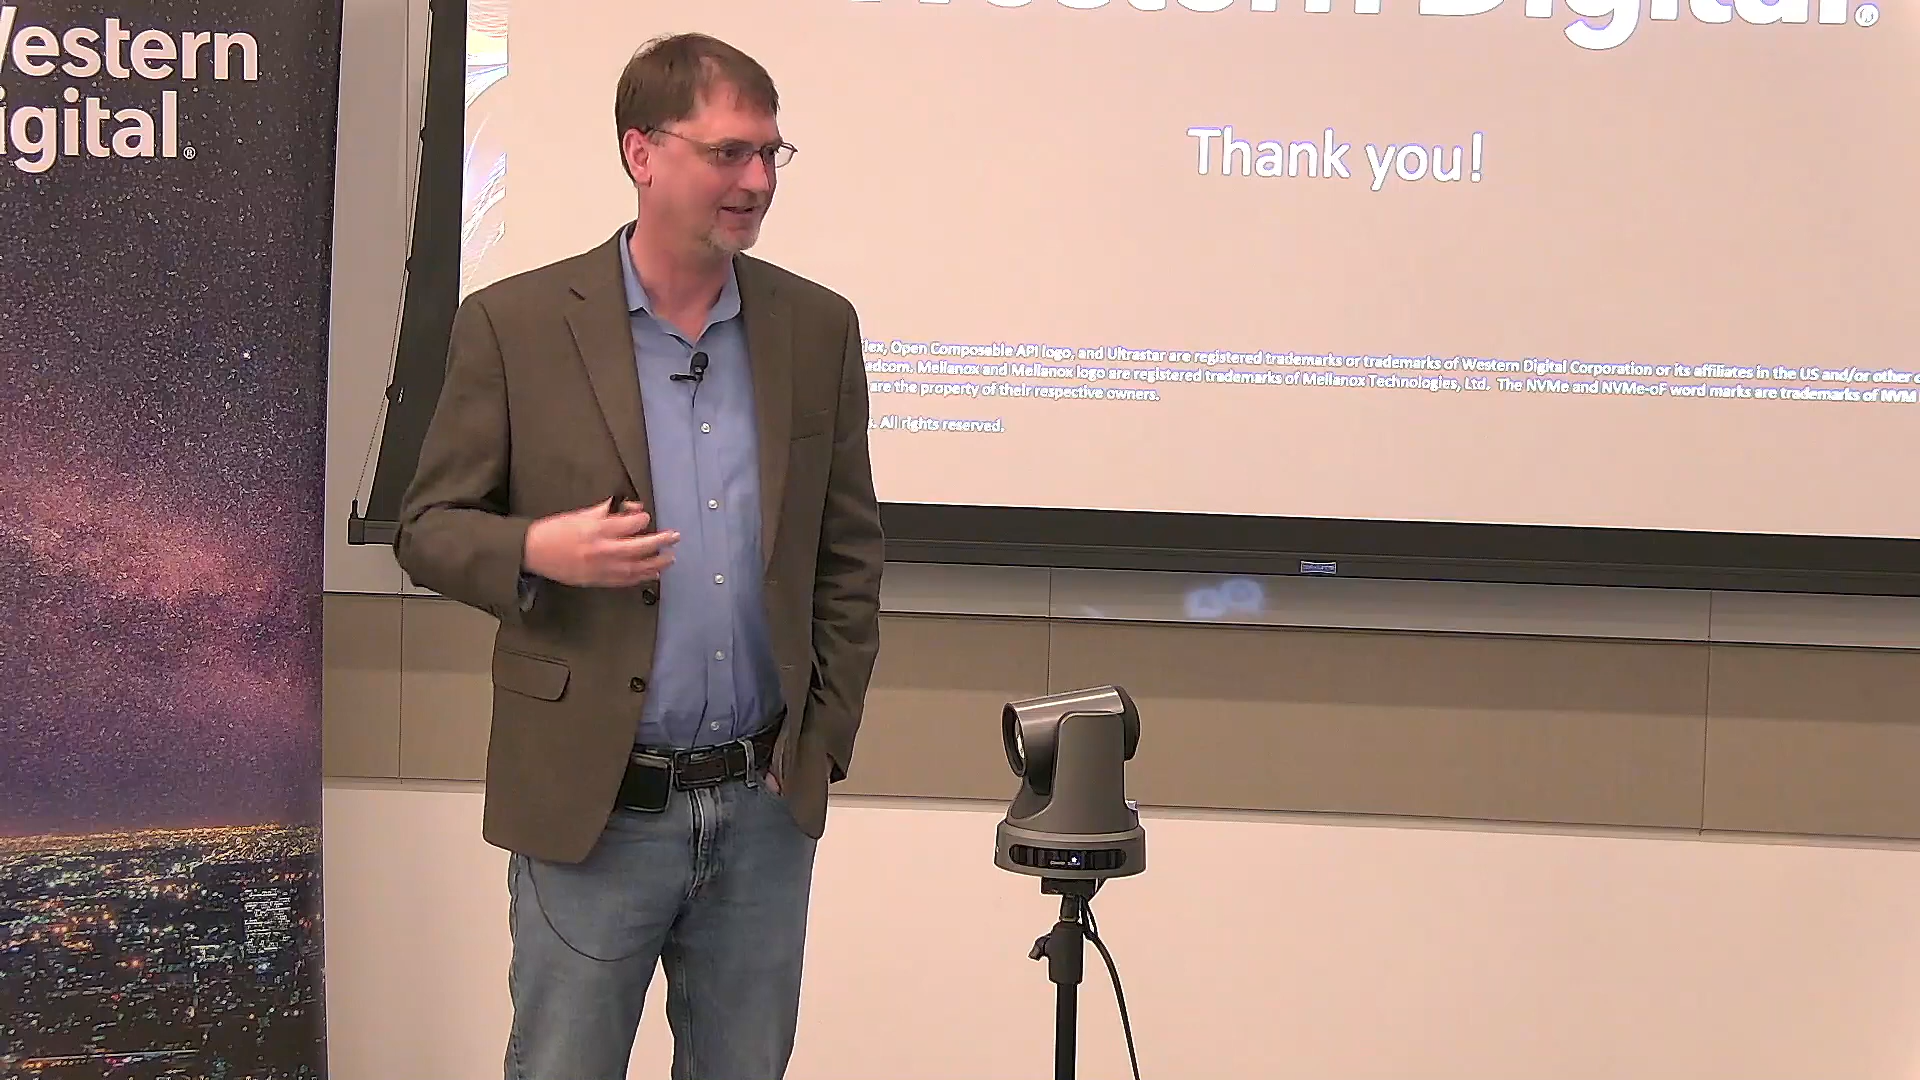 Western
Digital®
Western Digital®
Thank you!
lex, Open Composable API logo, and Ultrastar are registered trademarks or trademarks of Western Digital Corporation or its affiliates in the US and/or other
adcom. Mellanox and Mellanox logo are registered trademarks of Mellanox Technologies, Ltd. The NVMe and NVMe-oF word marks are trademarks of NVM
are the property of their respective owners.
s. All rights reserved.